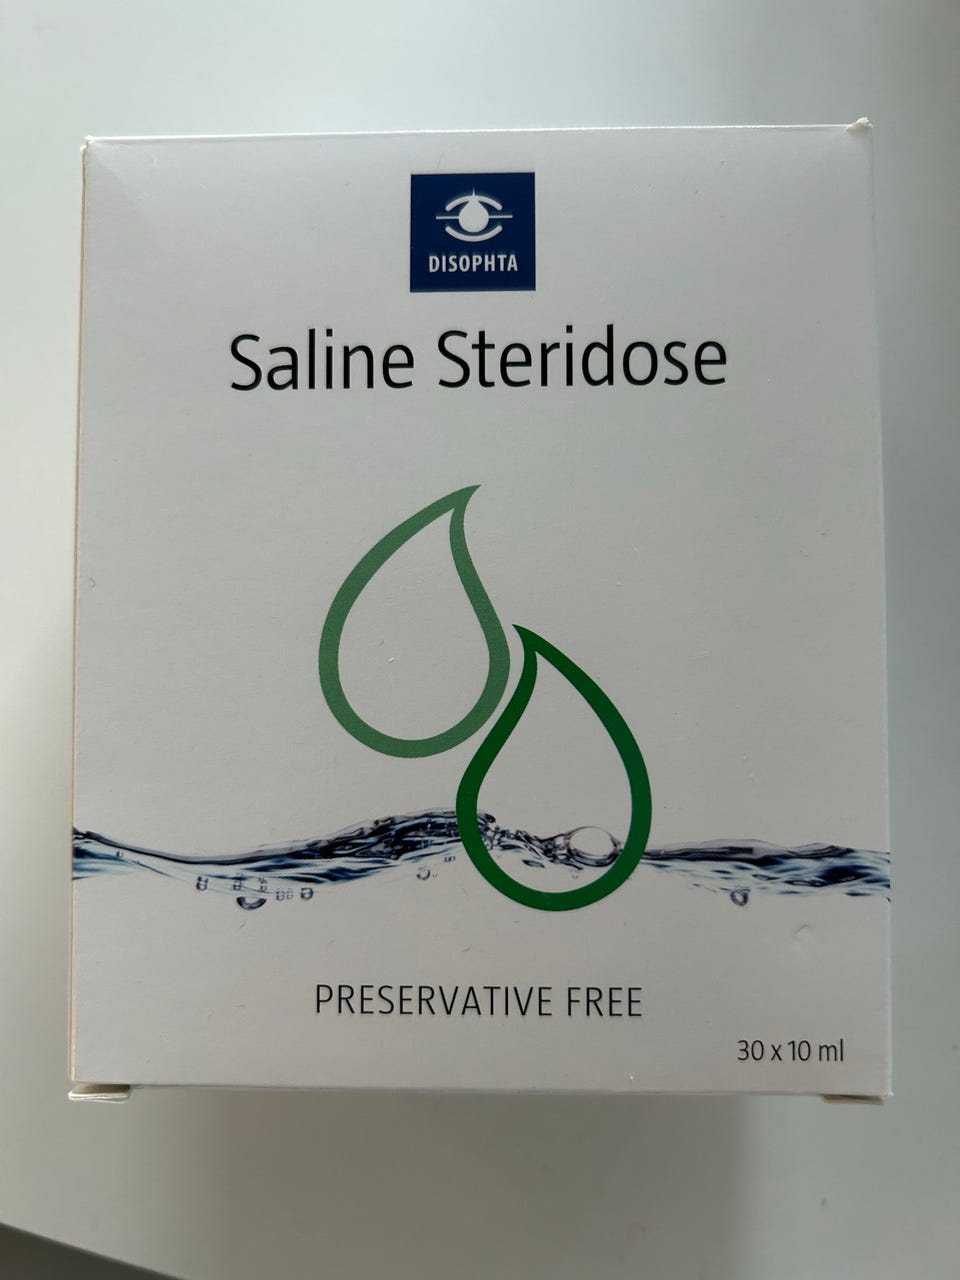 DISOPHTA
Saline Steridose
PRESERVATIVE FREE
30 x 10 ml